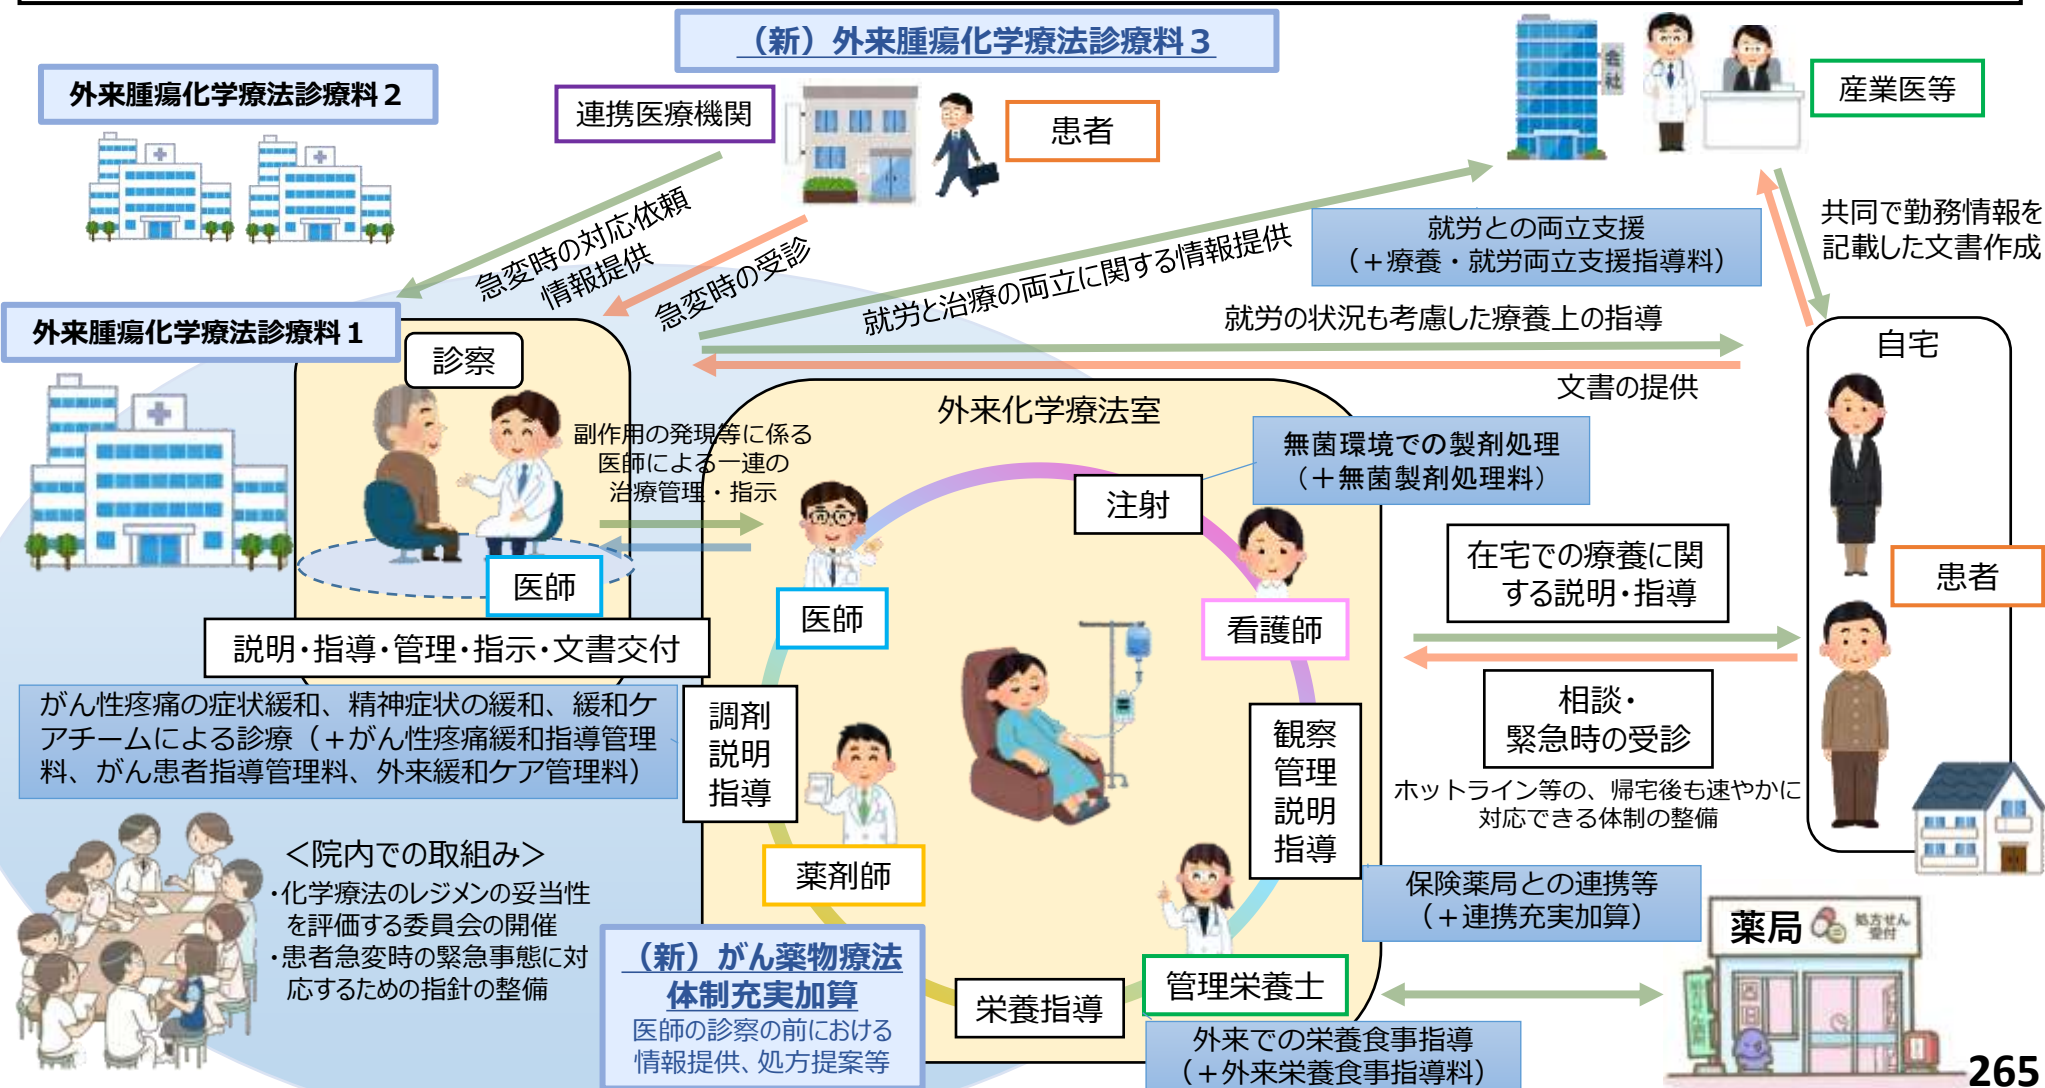 （新）外来腫瘍化学療法診療料３
外来腫瘍化学療法診療料２
連携医療機関
患者
会社
産業医等
急変時の対応依頼
情報提供
急変時の受診
就労と治療の両立に関する情報提供
就労との両立支援
（＋療養・就労両立支援指導料）
共同で勤務情報を
記載した文書作成
就労の状況も考慮した療養上の指導
文書の提供
外来腫瘍化学療法診療料１
診察
医師
説明・指導・管理・指示・文書交付
副作用の発現等に係る
医師による一連の
治療管理・指示
外来化学療法室
無菌環境での製剤処理
（＋無菌製剤処理料）
注射
医師
看護師
調剤
説明
指導
観察
管理
説明
指導
薬剤師
管理栄養士
栄養指導
自宅
患者
在宅での療養に関
する説明・指導
相談・
緊急時の受診
ホットライン等の、帰宅後も速やかに
対応できる体制の整備
がん性疼痛の症状緩和、精神症状の緩和、緩和ケ
アチームによる診療（＋がん性疼痛緩和指導管理
料、がん患者指導管理料、外来緩和ケア管理料）
＜院内での取組み＞
・化学療法のレジメンの妥当性
を評価する委員会の開催
・患者急変時の緊急事態に対
応するための指針の整備
（新）がん薬物療法
体制充実加算
医師の診察の前における
情報提供、処方提案等
保険薬局との連携等
（＋連携充実加算）
外来での栄養食事指導
（＋外来栄養食事指導料）
薬局
処方せん
受付
265